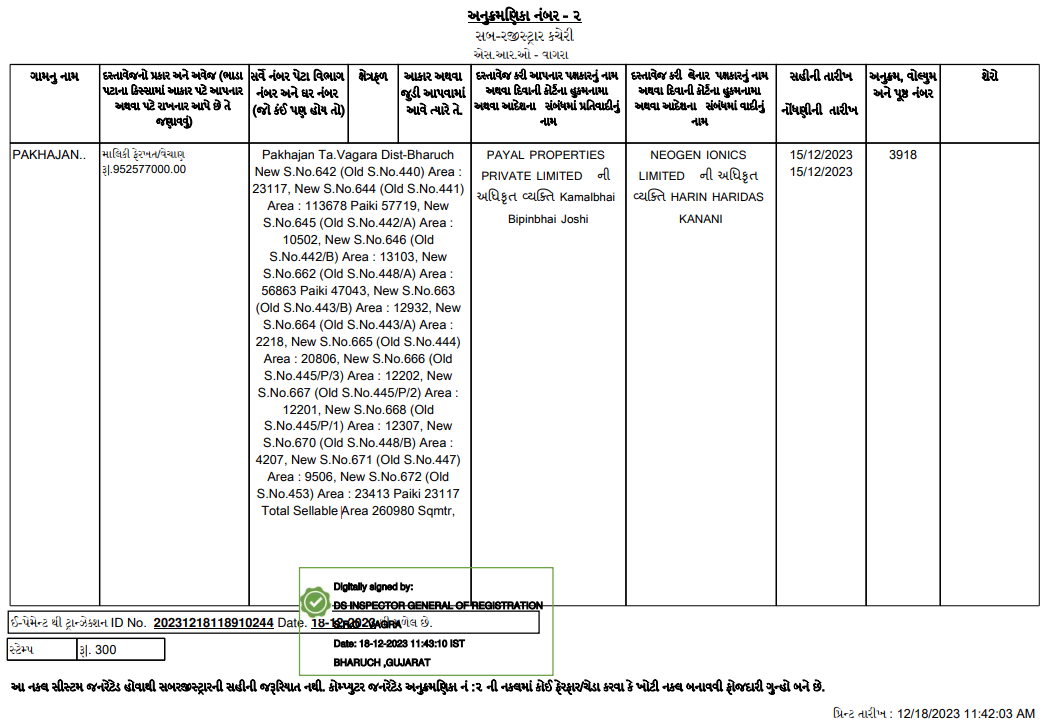 અનુક્રમણિકા નંબર - ૨
સબ-રજીસ્ટ્રાર કચેરી
એસ.આર.ઓ - વાગરા
ગામનુ નામ
દસ્તાવેજનો પ્રકાર અને અવેજ (ભાડા
પટાના કિસ્સામાં આકાર પટે આપનાર
અથવા પટે રાખનાર આપે છે તે
જણાવવું)
સર્વે નંબર પેટા વિભાગ
નંબર અને ઘર નંબર
(જો કંઈ પણ હોય તો)
ક્ષેત્રફળ
આકાર અથવા
જુડી આપવામાં
આવે ત્યારે તે.
દસ્તાવેજ કરી આપનાર પક્ષકારનું નામ
અથવા દિવાની કોર્ટના હુકમનામા
અથવા આદેશના સંબંધમાં પ્રતિવાદીનું
નામ
દસ્તાવેજ કરી લેનાર પક્ષકારનું નામ
અથવા દિવાની કોર્ટના હુકમનામા
અથવા આદેશના સંબંધમાં વાદીનું
નામ
સહીની તારીખ
નોંધણીની તારીખ
અનુક્રમ, વોલ્યુમ
અને પૃષ્ઠ નંબર
શેરો
PAKHAJAN..
માલિકી ફેરખત/વેચાણ
રૂ|.952577000.00
Pakhajan Ta.Vagara Dist-Bharuch
New S.No.642 (Old S.No.440) Area :
23117, New S.No.644 (Old S.No.441)
Area : 113678 Paiki 57719, New
S.No.645 (Old S.No.442/A) Area :
10502, New S.No.646 (Old
S.No.442/B) Area : 13103, New
S.No.662 (Old S.No.448/A) Area :
56863 Paiki 47043, New S.No.663
(Old S.No.443/B) Area : 12932, New
S.No.664 (Old S.No.443/A) Area :
2218, New S.No.665 (Old S.No.444)
Area : 20806, New S.No.666 (Old
S.No.445/P/3) Area : 12202, New
S.No.667 (Old S.No.445/P/2) Area :
12201, New S.No.668 (Old
S.No.445/P/1) Area : 12307, New
S.No.670 (Old S.No.448/B) Area :
4207, New S.No.671 (Old S.No.447)
Area : 9506, New S.No.672 (Old
S.No.453) Area : 23413 Paiki 23117
Total Sellable Area 260980 Sqmtr,
PAYAL PROPERTIES
PRIVATE LIMITED ની
અધિકૃત વ્યક્તિ Kamalbhai
Bipinbhai Joshi
NEOGEN IONICS
LIMITED ની અધિકૃત
વ્યક્તિ HARIN HARIDAS
KANANI
15/12/2023
15/12/2023
3918
Digitally signed by:
DS INSPECTOR GENERAL OF REGISTRATION
S.R.O VAGRA
Date: 18-12-2023 11:43:10 IST
BHARUCH ,GUJARAT
ઈ-પેમેન્ટ થી ટ્રાન્ઝેક્શન ID No. 20231218118910244 Date. 18-12-2023 છે.
સ્ટેમ્પ રૂ|. 300
આ નકલ સીસ્ટમ જનરેટેડ હોવાથી સબરજીસ્ટ્રારની સહીની જરૂરિયાત નથી. કોમ્પ્યુટર જનરેટેડ અનુક્રમણિકા નં :૨ ની નકલમાં કોઈ ફેરફાર/ચેડા કરવા કે ખોટી નકલ બનાવવી ફોજદારી ગુન્હો બને છે.
પ્રિન્ટ તારીખ : 12/18/2023 11:42:03 AM